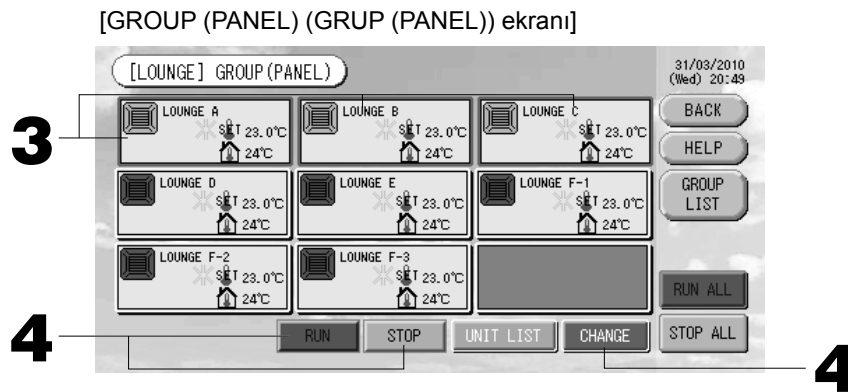 [GROUP (PANEL) (GRUP (PANEL)) ekranı]
[LOUNGE] GROUP(PANEL)
31/03/2010
(Wed) 20:49
3
LOUNGE A
SET 23.0℃
24℃
LOUNGE B
SET 23.0℃
24℃
LOUNGE C
SET 23.0℃
24℃
BACK
HELP
LOUNGE D
SET 23.0℃
24℃
LOUNGE E
SET 23.0℃
24℃
LOUNGE F-1
SET 23.0℃
24℃
GROUP
LIST
LOUNGE F-2
SET 23.0℃
24℃
LOUNGE F-3
SET 23.0℃
24℃
RUN ALL
4
RUN STOP UNIT LIST CHANGE STOP ALL
4